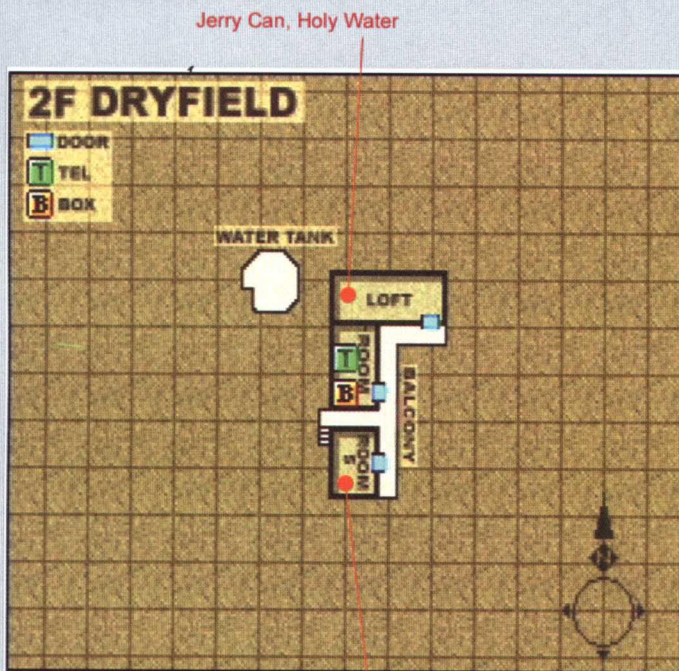 Jerry Can, Holy Water
2F DRYFIELD
DOOR
T TEL
B BOX
WATER TANK
LOFT
ROOM
T
B
BALCONY
ROOM
5
N